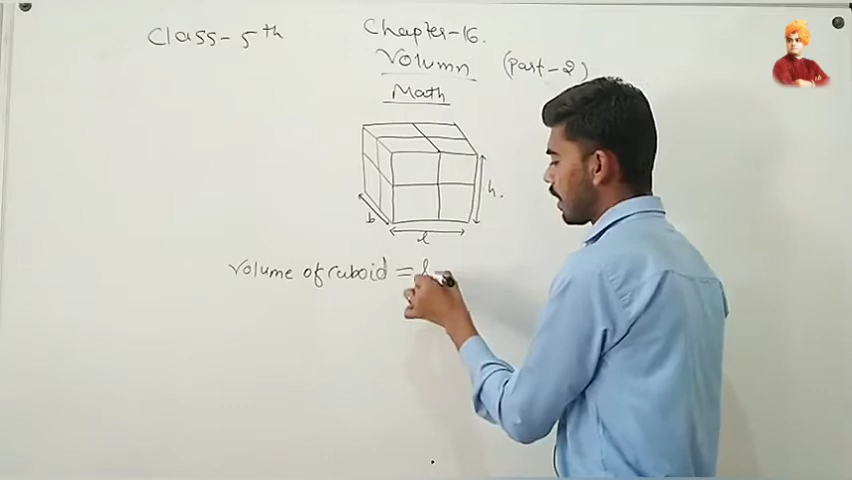 Class-5th
Chapter-16.
Volumn (part-2)
Math
h.
b
l
Volume of cuboid = l